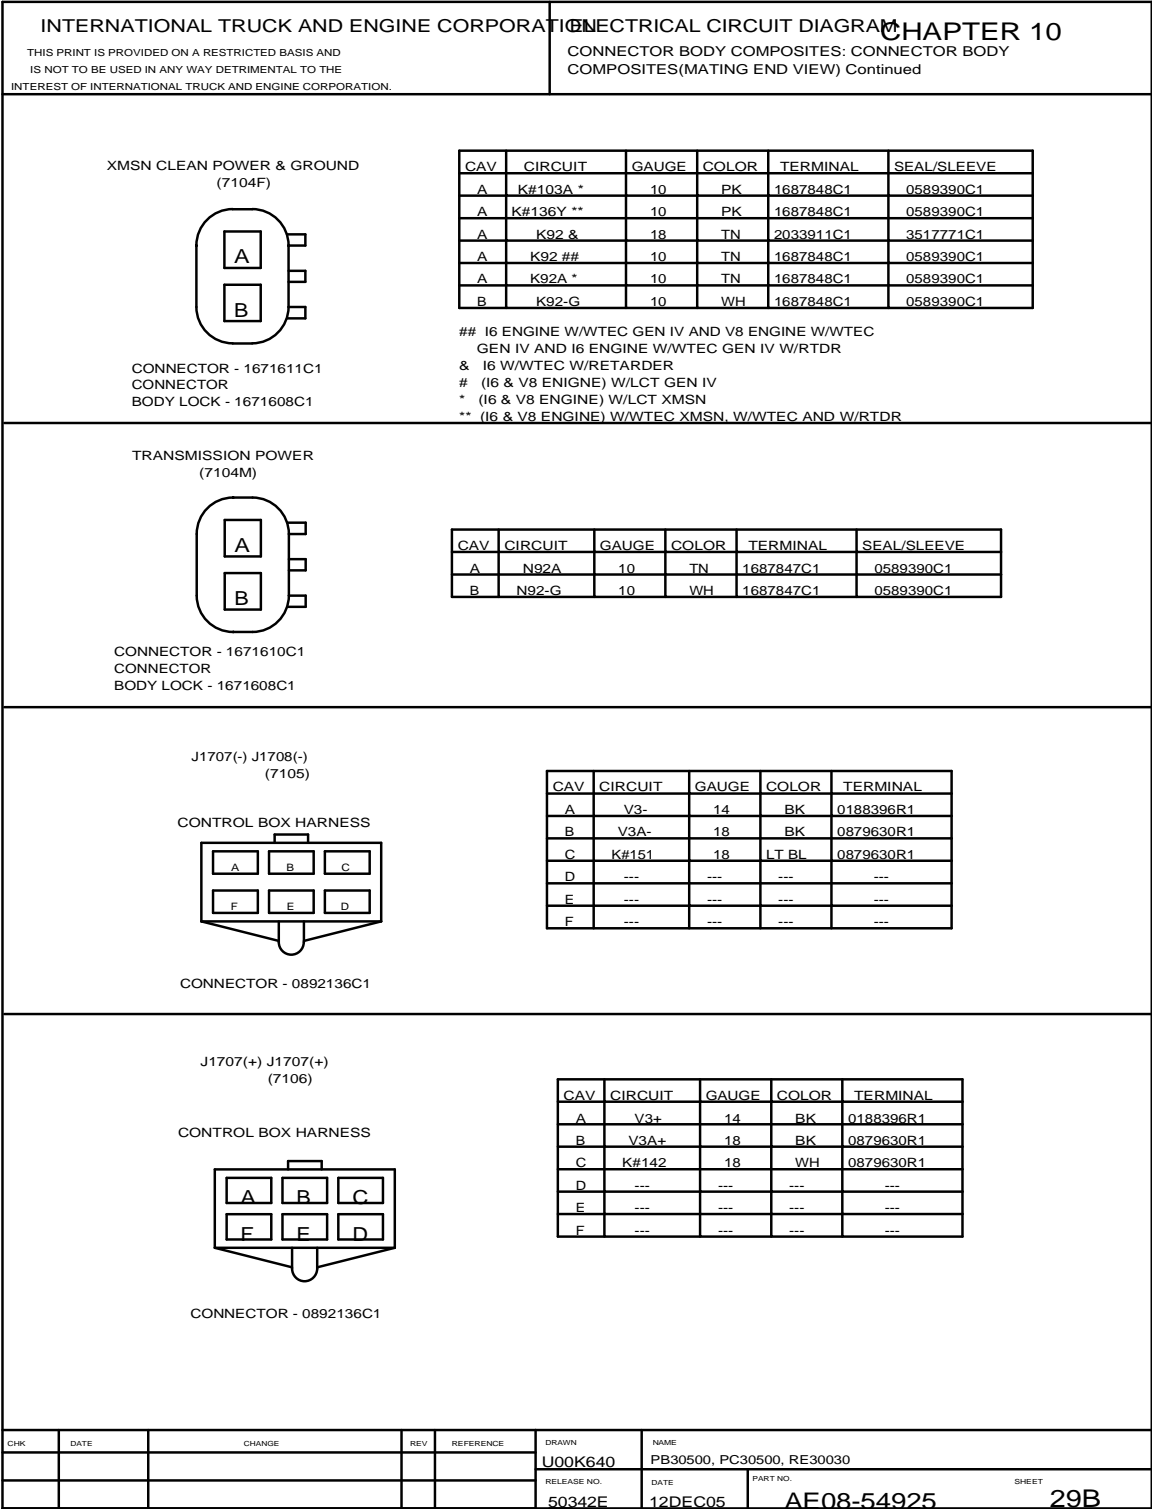 INTERNATIONAL TRUCK AND ENGINE CORPORATION
THIS PRINT IS PROVIDED ON A RESTRICTED BASIS AND
IS NOT TO BE USED IN ANY WAY DETRIMENTAL TO THE
INTEREST OF INTERNATIONAL TRUCK AND ENGINE CORPORATION.
ELECTRICAL CIRCUIT DIAGRAM
CHAPTER 10
CONNECTOR BODY COMPOSITES: CONNECTOR BODY
COMPOSITES(MATING END VIEW) Continued
XMSN CLEAN POWER & GROUND
(7104F)
A
B
CONNECTOR - 1671611C1
CONNECTOR
BODY LOCK - 1671608C1
CAV CIRCUIT GAUGE COLOR TERMINAL SEAL/SLEEVE
A K#103A * 10 PK 1687848C1 0589390C1
A K#136Y ** 10 PK 1687848C1 0589390C1
A K92 & 18 TN 2033911C1 3517771C1
A K92 ## 10 TN 1687848C1 0589390C1
A K92A * 10 TN 1687848C1 0589390C1
B K92-G 10 WH 1687848C1 0589390C1
## I6 ENGINE W/WTEC GEN IV AND V8 ENGINE W/WTEC
GEN IV AND I6 ENGINE W/WTEC GEN IV W/RTDR
& I6 W/WTEC W/RETARDER
# (I6 & V8 ENIGNE) W/LCT GEN IV
* (I6 & V8 ENGINE) W/LCT XMSN
** (I6 & V8 ENGINE) W/WTEC XMSN, W/WTEC AND W/RTDR
TRANSMISSION POWER
(7104M)
A
B
CONNECTOR - 1671610C1
CONNECTOR
BODY LOCK - 1671608C1
CAV CIRCUIT GAUGE COLOR TERMINAL SEAL/SLEEVE
A N92A 10 TN 1687847C1 0589390C1
B N92-G 10 WH 1687847C1 0589390C1
J1707(-) J1708(-)
(7105)
CONTROL BOX HARNESS
A B C
F E D
CONNECTOR - 0892136C1
CAV CIRCUIT GAUGE COLOR TERMINAL
A V3- 14 BK 0188396R1
B V3A- 18 BK 0879630R1
C K#151 18 LT BL 0879630R1
D --- --- --- ---
E --- --- --- ---
F --- --- --- ---
J1707(+) J1707(+)
(7106)
CONTROL BOX HARNESS
A B C
F E D
CONNECTOR - 0892136C1
CAV CIRCUIT GAUGE COLOR TERMINAL
A V3+ 14 BK 0188396R1
B V3A+ 18 BK 0879630R1
C K#142 18 WH 0879630R1
D --- --- --- ---
E --- --- --- ---
F --- --- --- ---
CHK DATE CHANGE REV REFERENCE
DRAWN
U00K640
NAME
PB30500, PC30500, RE30030
RELEASE NO.
50342E
DATE
12DEC05
PART NO.
AE08-54925
SHEET
29B